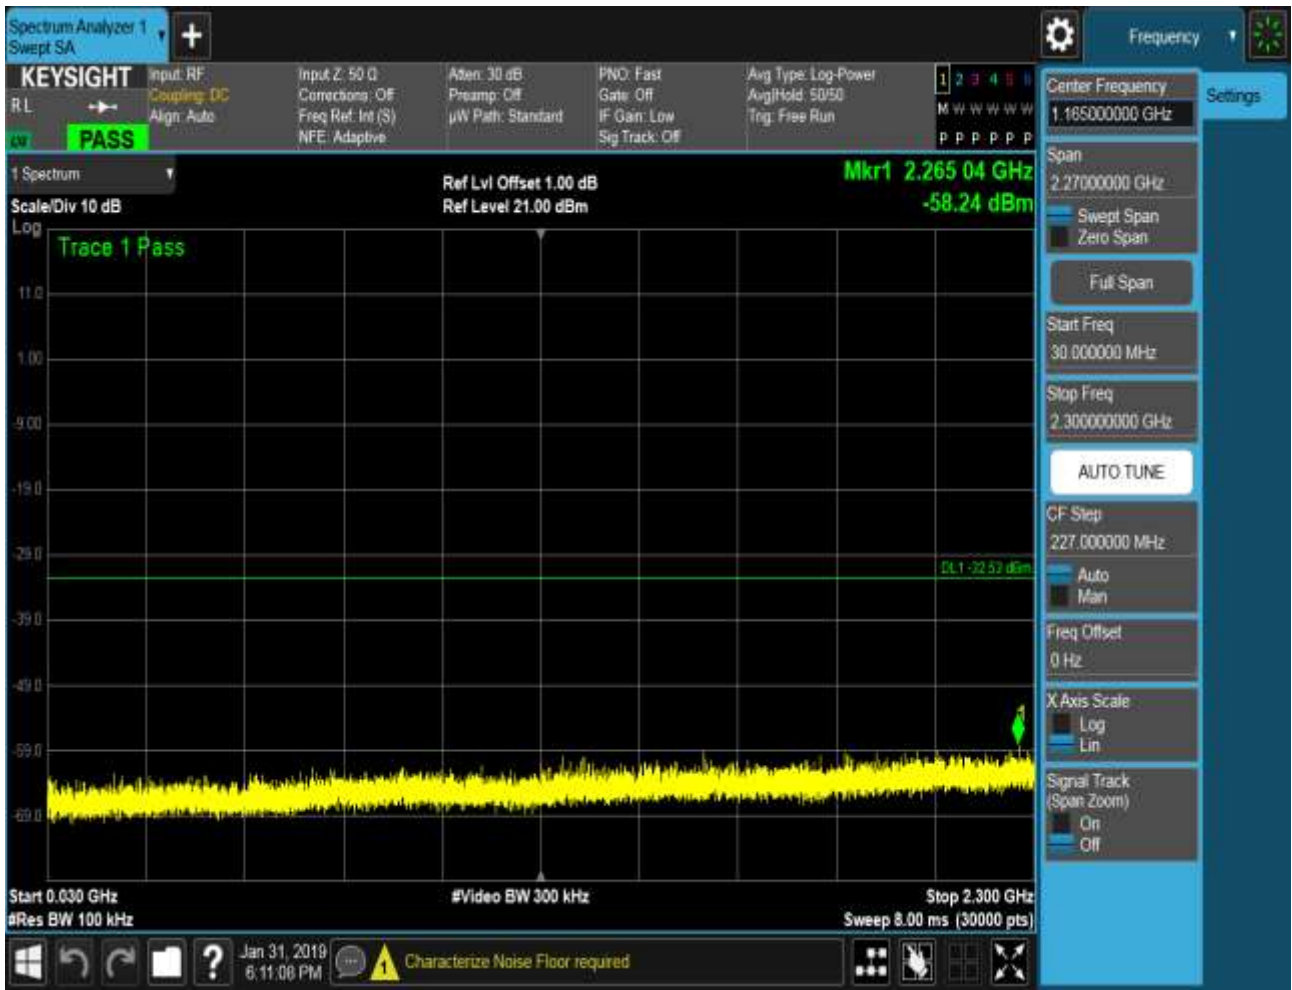 Spectrum Analyzer 1
Swept SA
Frequency
KEYSIGHT
R L
PASS
Input: RF
Coupling: DC
Align: Auto
Input Z: 50 Ω
Corrections: Off
Freq Ref: Int (S)
NFE: Adaptive
Atten: 30 dB
Preamp: Off
µW Path: Standard
PNO: Fast
Gate: Off
IF Gain: Low
Sig Track: Off
Avg Type: Log-Power
Avg|Hold: 50/50
Trig: Free Run
1 2 3 4 5 6
M W W W W W
P P P P P P
1 Spectrum
Scale/Div 10 dB
Log
Ref Lvl Offset 1.00 dB
Ref Level 21.00 dBm
Mkr1 2.265 04 GHz
-58.24 dBm
Trace 1 Pass
11.0
1.00
-9.00
-19.0
-29.0
DL1 -32.53 dBm
-39.0
-49.0
1
-59.0
-69.0
Start 0.030 GHz
#Res BW 100 kHz
#Video BW 300 kHz
Stop 2.300 GHz
Sweep 8.00 ms (30000 pts)
Center Frequency
1.165000000 GHz
Settings
Span
2.27000000 GHz
Swept Span
Zero Span
Full Span
Start Freq
30.000000 MHz
Stop Freq
2.300000000 GHz
AUTO TUNE
CF Step
227.000000 MHz
Auto
Man
Freq Offset
0 Hz
X Axis Scale
Log
Lin
Signal Track
(Span Zoom)
On
Off
?
Jan 31, 2019
6:11:08 PM
1
Characterize Noise Floor required